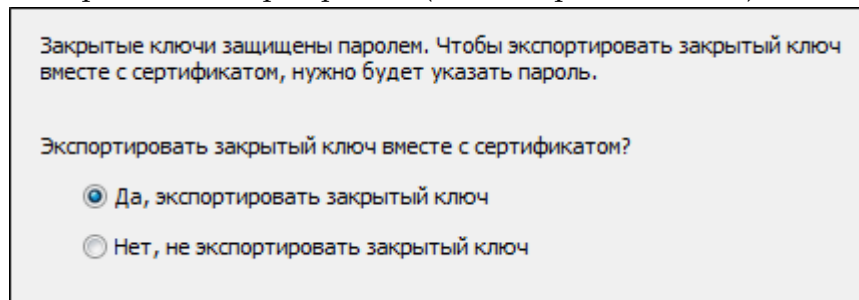 Закрытые ключи защищены паролем. Чтобы экспортировать закрытый ключ
вместе с сертификатом, нужно будет указать пароль.
Экспортировать закрытый ключ вместе с сертификатом?
Да, экспортировать закрытый ключ
Нет, не экспортировать закрытый ключ